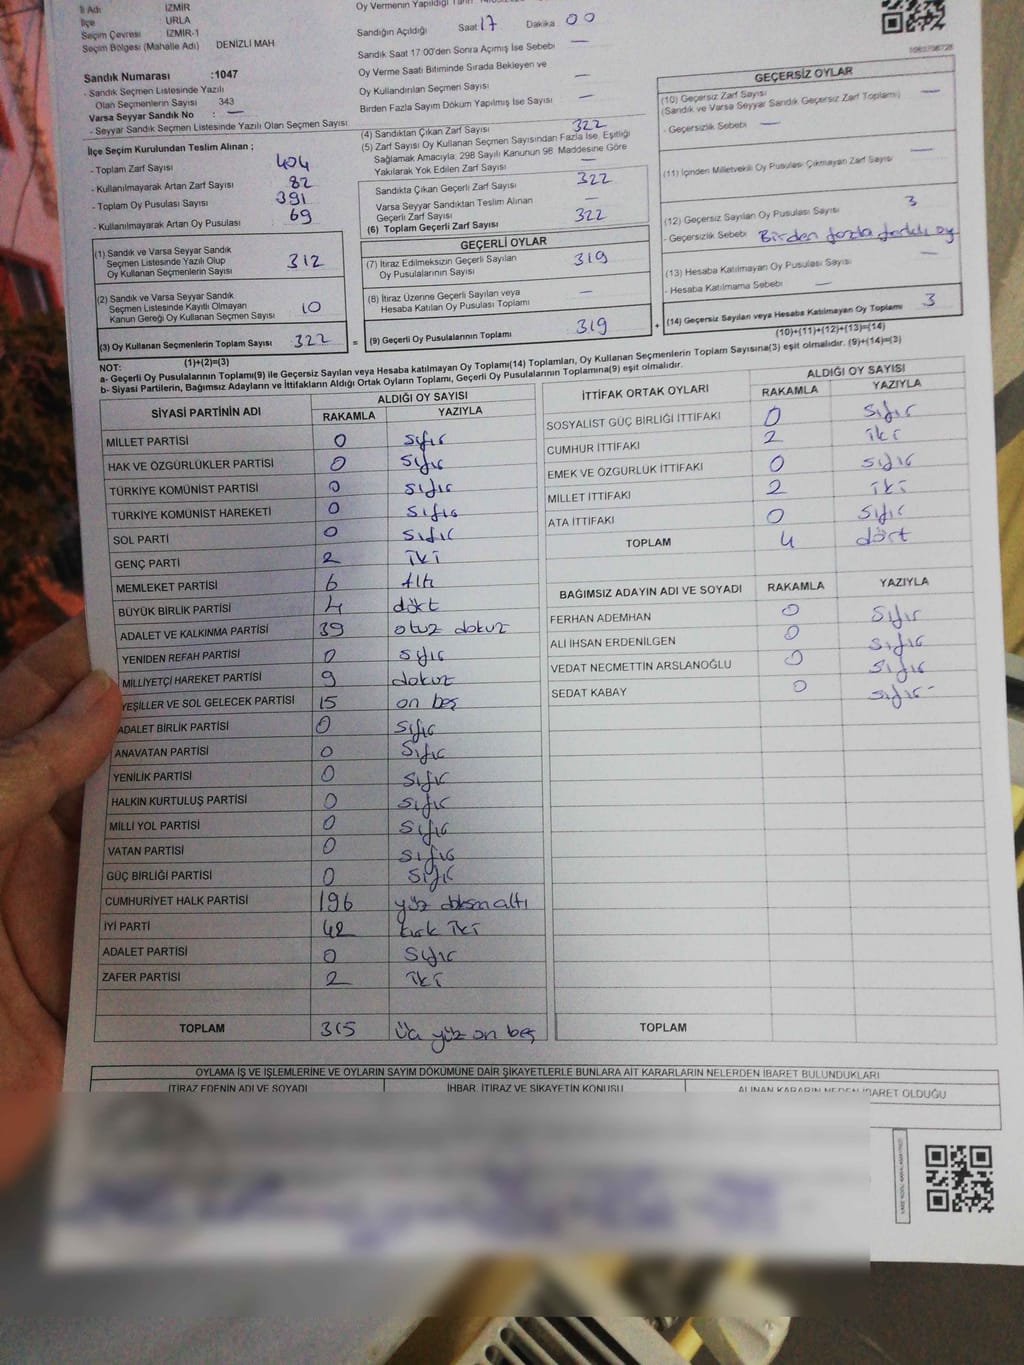 İli Adı İZMİR
İlçe URLA
Seçim Çevresi İZMİR-1
Seçim Bölgesi (Mahalle Adı) DENİZLİ MAH
Sandık Numarası :1047
- Sandık Seçmen Listesinde Yazılı
Olan Seçmenlerin Sayısı 343
Varsa Seyyar Sandık No : —
- Seyyar Sandık Seçmen Listesinde Yazılı Olan Seçmen Sayısı
İlçe Seçim Kurulundan Teslim Alınan ;
- Toplam Zarf Sayısı 404
- Kullanılmayarak Artan Zarf Sayısı 82
- Toplam Oy Pusulası Sayısı 391
- Kullanılmayarak Artan Oy Pusulası 69
(1) Sandık ve Varsa Seyyar Sandık
Seçmen Listesinde Yazılı Olup
Oy Kullanan Seçmenlerin Sayısı 312
(2) Sandık ve Varsa Seyyar Sandık
Seçmen Listesinde Kayıtlı Olmayan
Kanun Gereği Oy Kullanan Seçmen Sayısı 10
(3) Oy Kullanan Seçmenlerin Toplam Sayısı 322
(1)+(2)=(3)
Oy Vermenin Yapıldığı Tarih
Sandığın Açıldığı Saat 17 Dakika 00
Sandık Saat 17:00'den Sonra Açımış İse Sebebi —
Oy Verme Saati Bitiminde Sırada Bekleyen ve
Oy Kullandırılan Seçmen Sayısı —
Birden Fazla Sayım Döküm Yapılmış İse Sayısı —
(4) Sandıktan Çıkan Zarf Sayısı 322
(5) Zarf Sayısı Oy Kullanan Seçmen Sayısından Fazla İse, Eşitliği
Sağlamak Amacıyla; 298 Sayılı Kanunun 98. Maddesine Göre
Yakılarak Yok Edilen Zarf Sayısı —
Sandıkta Çıkan Geçerli Zarf Sayısı 322
Varsa Seyyar Sandıktan Teslim Alınan
Geçerli Zarf Sayısı —
(6) Toplam Geçerli Zarf Sayısı 322
GEÇERLİ OYLAR
(7) İtiraz Edilmeksizin Geçerli Sayılan
Oy Pusulalarının Sayısı 319
(8) İtiraz Üzerine Geçerli Sayılan veya
Hesaba Katılan Oy Pusulası Toplamı —
= (9) Geçerli Oy Pusulalarının Toplamı 319 +
GEÇERSİZ OYLAR
(10) Geçersiz Zarf Sayısı
(Sandık ve Varsa Seyyar Sandık Geçersiz Zarf Toplamı) —
- Geçersizlik Sebebi —
(11) İçinden Milletvekili Oy Pusulası Çıkmayan Zarf Sayısı —
(12) Geçersiz Sayılan Oy Pusulası Sayısı 3
- Geçersizlik Sebebi Birden fazla farklı oy
(13) Hesaba Katılmayan Oy Pusulası Sayısı —
- Hesaba Katılmama Sebebi —
(14) Geçersiz Sayılan veya Hesaba Katılmayan Oy Toplamı 3
(10)+(11)+(12)+(13)=(14)
NOT:
a- Geçerli Oy Pusulalarının Toplamı(9) ile Geçersiz Sayılan veya Hesaba katılmayan Oy Toplamı(14) Toplamları, Oy Kullanan Seçmenlerin Toplam Sayısına(3) eşit olmalıdır. (9)+(14)=(3)
b- Siyasi Partilerin, Bağımsız Adayların ve İttifakların Aldığı Ortak Oyların Toplamı, Geçerli Oy Pusulalarının Toplamına(9) eşit olmalıdır.
SİYASİ PARTİNİN ADI ALDIĞI OY SAYISI
RAKAMLA YAZIYLA
MİLLET PARTİSİ 0 sıfır
HAK VE ÖZGÜRLÜKLER PARTİSİ 0 sıfır
TÜRKİYE KOMÜNİST PARTİSİ 0 sıfır
TÜRKİYE KOMÜNİST HAREKETİ 0 sıfır
SOL PARTİ 0 sıfır
GENÇ PARTİ 2 iki
MEMLEKET PARTİSİ 6 altı
BÜYÜK BİRLİK PARTİSİ 4 dört
ADALET VE KALKINMA PARTİSİ 39 otuz dokuz
YENİDEN REFAH PARTİSİ 0 sıfır
MİLLİYETÇİ HAREKET PARTİSİ 9 dokuz
YEŞİLLER VE SOL GELECEK PARTİSİ 15 on beş
ADALET BİRLİK PARTİSİ 0 sıfır
ANAVATAN PARTİSİ 0 sıfır
YENİLİK PARTİSİ 0 sıfır
HALKIN KURTULUŞ PARTİSİ 0 sıfır
MİLLİ YOL PARTİSİ 0 sıfır
VATAN PARTİSİ 0 sıfır
GÜÇ BİRLİĞİ PARTİSİ 0 sıfır
CUMHURİYET HALK PARTİSİ 196 yüz doksan altı
İYİ PARTİ 42 kırk iki
ADALET PARTİSİ 0 sıfır
ZAFER PARTİSİ 2 iki
TOPLAM 315 üç yüz on beş
İTTİFAK ORTAK OYLARI ALDIĞI OY SAYISI
RAKAMLA YAZIYLA
SOSYALİST GÜÇ BİRLİĞİ İTTİFAKI 0 sıfır
CUMHUR İTTİFAKI 2 iki
EMEK VE ÖZGÜRLÜK İTTİFAKI 0 sıfır
MİLLET İTTİFAKI 2 iki
ATA İTTİFAKI 0 sıfır
TOPLAM 4 dört
BAĞIMSIZ ADAYIN ADI VE SOYADI RAKAMLA YAZIYLA
FERHAN ADEMHAN 0 sıfır
ALİ İHSAN ERDENİLGEN 0 sıfır
VEDAT NECMETTİN ARSLANOĞLU 0 sıfır
SEDAT KABAY 0 sıfır
TOPLAM
OYLAMA İŞ VE İŞLEMLERİNE VE OYLARIN SAYIM DÖKÜMÜNE DAİR ŞİKAYETLERLE BUNLARA AİT KARARLARIN NELERDEN İBARET BULUNDUKLARI
İTİRAZ EDENİN ADI VE SOYADI İHBAR, İTİRAZ VE ŞİKAYETİN KONUSU ALINAN KARARIN NEDEN İBARET OLDUĞU